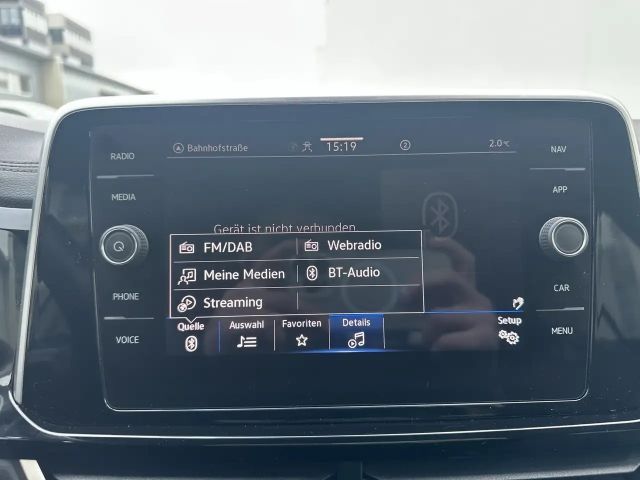 RADIO
MEDIA
PHONE
VOICE
Bahnhofstraße 15:19 2 2.0°C
Gerät ist nicht verbunden
FM/DAB Webradio
Meine Medien BT-Audio
Streaming
Quelle Auswahl Favoriten Details Setup
NAV
APP
CAR
MENU